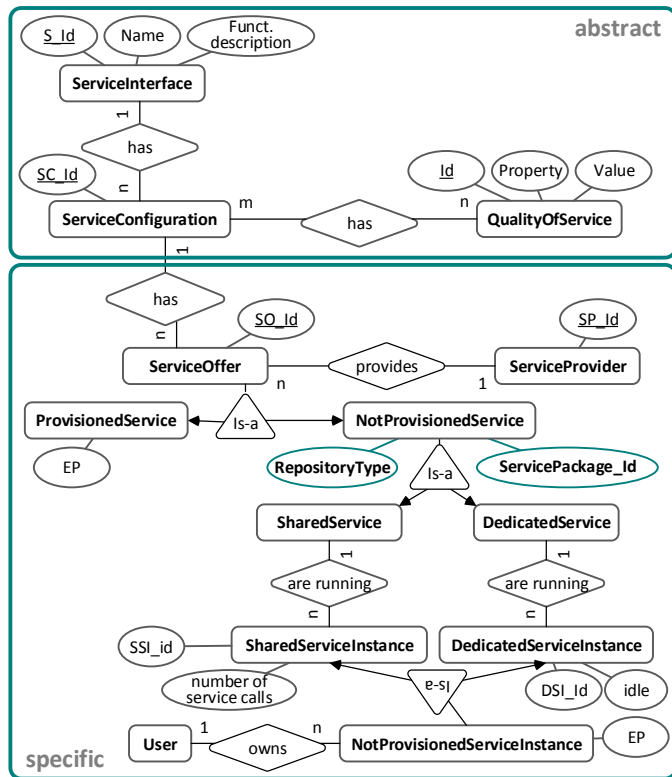 abstract
S_Id
Name
Funct.
description
ServiceInterface
1
has
n
SC_Id
ServiceConfiguration
m
has
n
Id
Property
Value
QualityOfService
1
has
n
SO_Id
SP_Id
ServiceOffer
n
provides
1
ServiceProvider
ProvisionedService
Is-a
NotProvisionedService
EP
RepositoryType
Is-a
ServicePackage_Id
SharedService
DedicatedService
1
1
are running
are running
n
n
SSI_id
SharedServiceInstance
DedicatedServiceInstance
number of
service calls
Is-a
DSI_Id
idle
User
1
owns
n
NotProvisionedServiceInstance
EP
specific